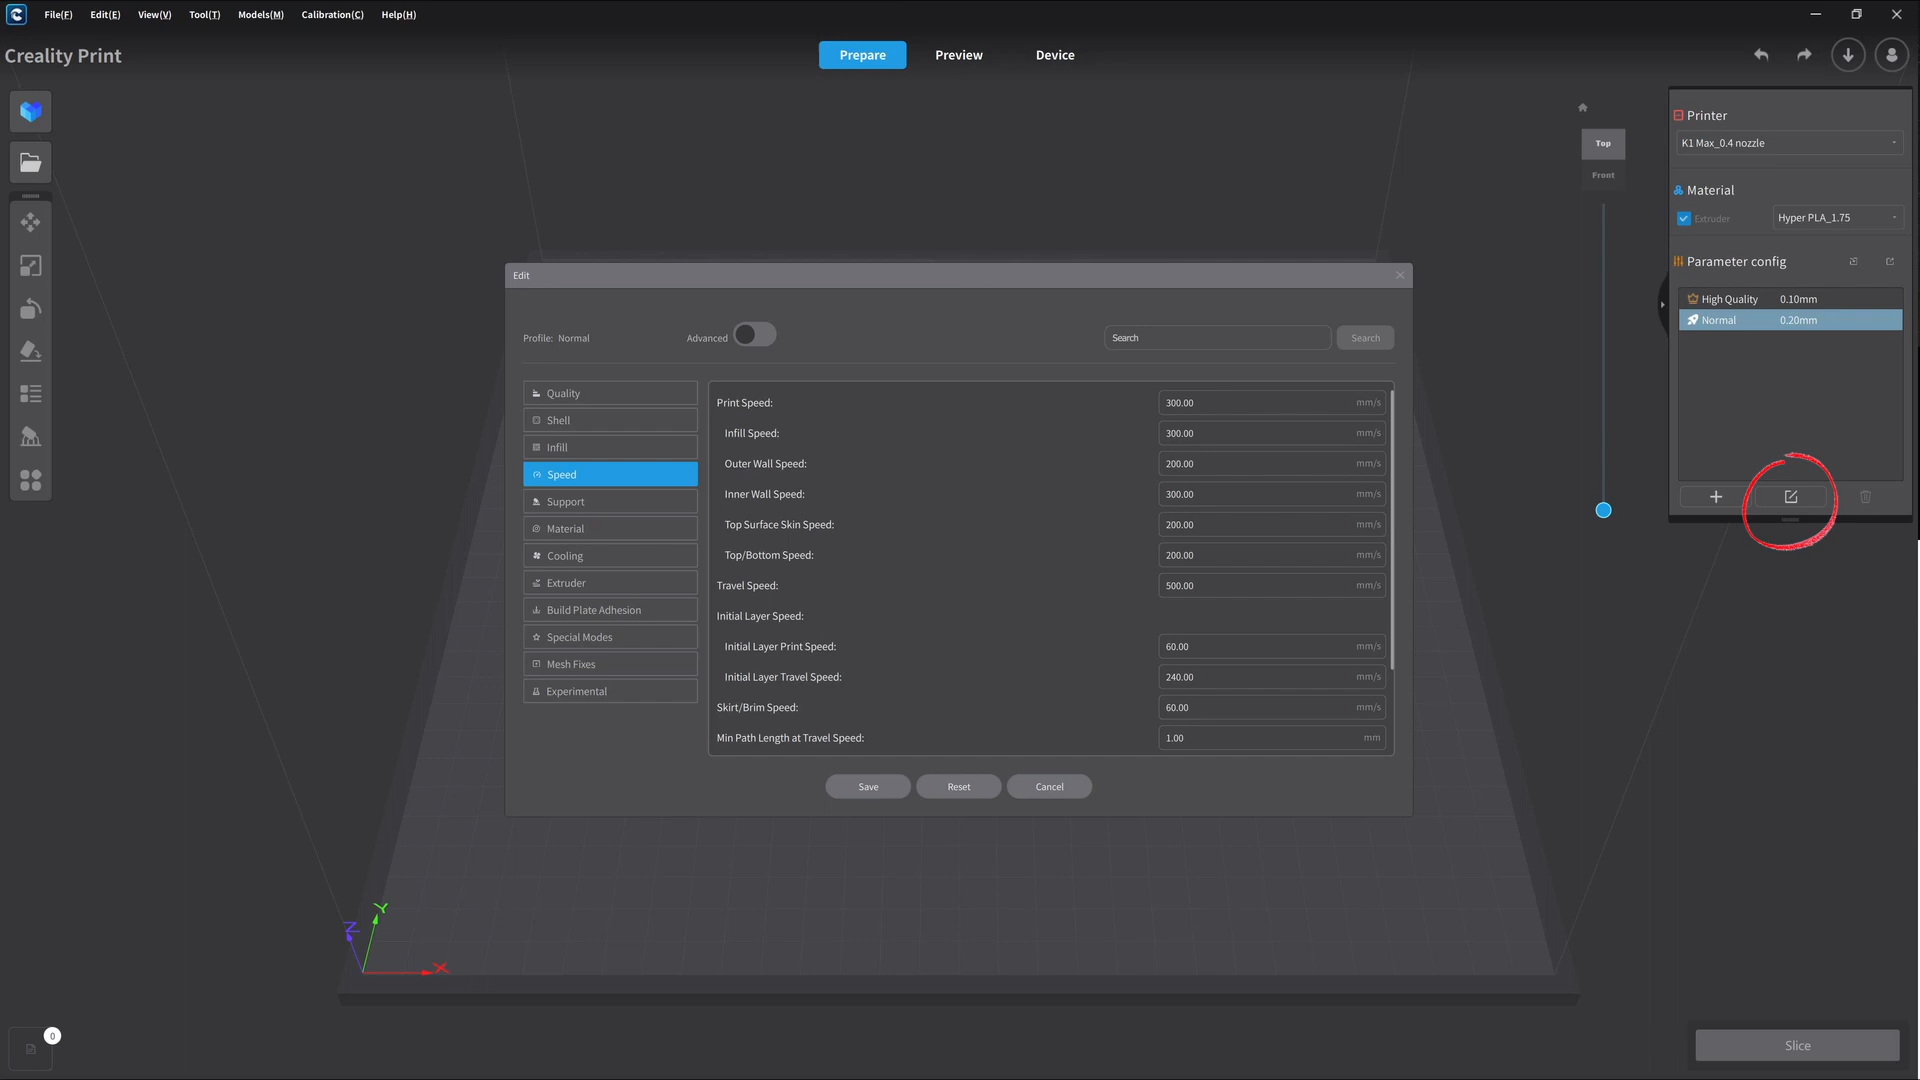 File(F) Edit(E) View(V) Tool(T) Models(M) Calibration(C) Help(H)
Creality Print
Prepare Preview Device
Top
Front
Printer
K1 Max_0.4 nozzle
Material
Extruder Hyper PLA_1.75
Parameter config
High Quality 0.10mm
Normal 0.20mm
Edit
Profile: Normal Advanced Search Search
Quality
Shell
Infill
Speed
Support
Material
Cooling
Extruder
Build Plate Adhesion
Special Modes
Mesh Fixes
Experimental
Print Speed: 300.00 mm/s
Infill Speed: 300.00 mm/s
Outer Wall Speed: 200.00 mm/s
Inner Wall Speed: 300.00 mm/s
Top Surface Skin Speed: 200.00 mm/s
Top/Bottom Speed: 200.00 mm/s
Travel Speed: 500.00 mm/s
Initial Layer Speed:
Initial Layer Print Speed: 60.00 mm/s
Initial Layer Travel Speed: 240.00 mm/s
Skirt/Brim Speed: 60.00 mm/s
Min Path Length at Travel Speed: 1.00 mm
Save Reset Cancel
Y
Z
X
0
Slice